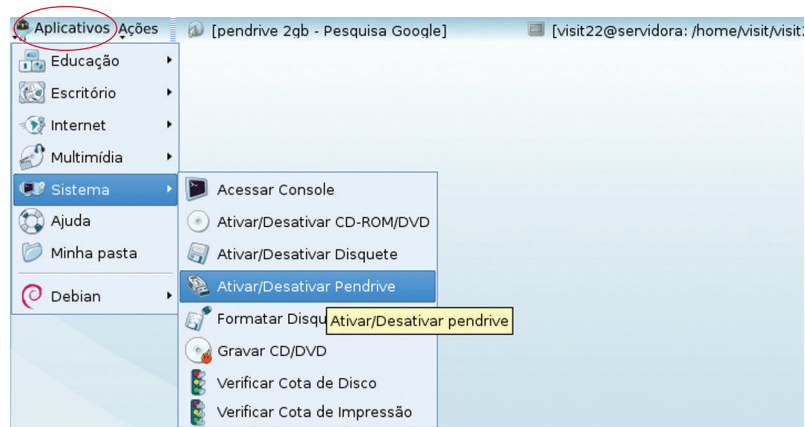 Aplicativos Ações [pendrive 2gb - Pesquisa Google] [visit22@servidora: /home/visit/visit2
Educação
Escritório
Internet
Multimídia
Sistema
Ajuda
Minha pasta
Debian
Acessar Console
Ativar/Desativar CD-ROM/DVD
Ativar/Desativar Disquete
Ativar/Desativar Pendrive
Formatar Disqu
Ativar/Desativar pendrive
Gravar CD/DVD
Verificar Cota de Disco
Verificar Cota de Impressão